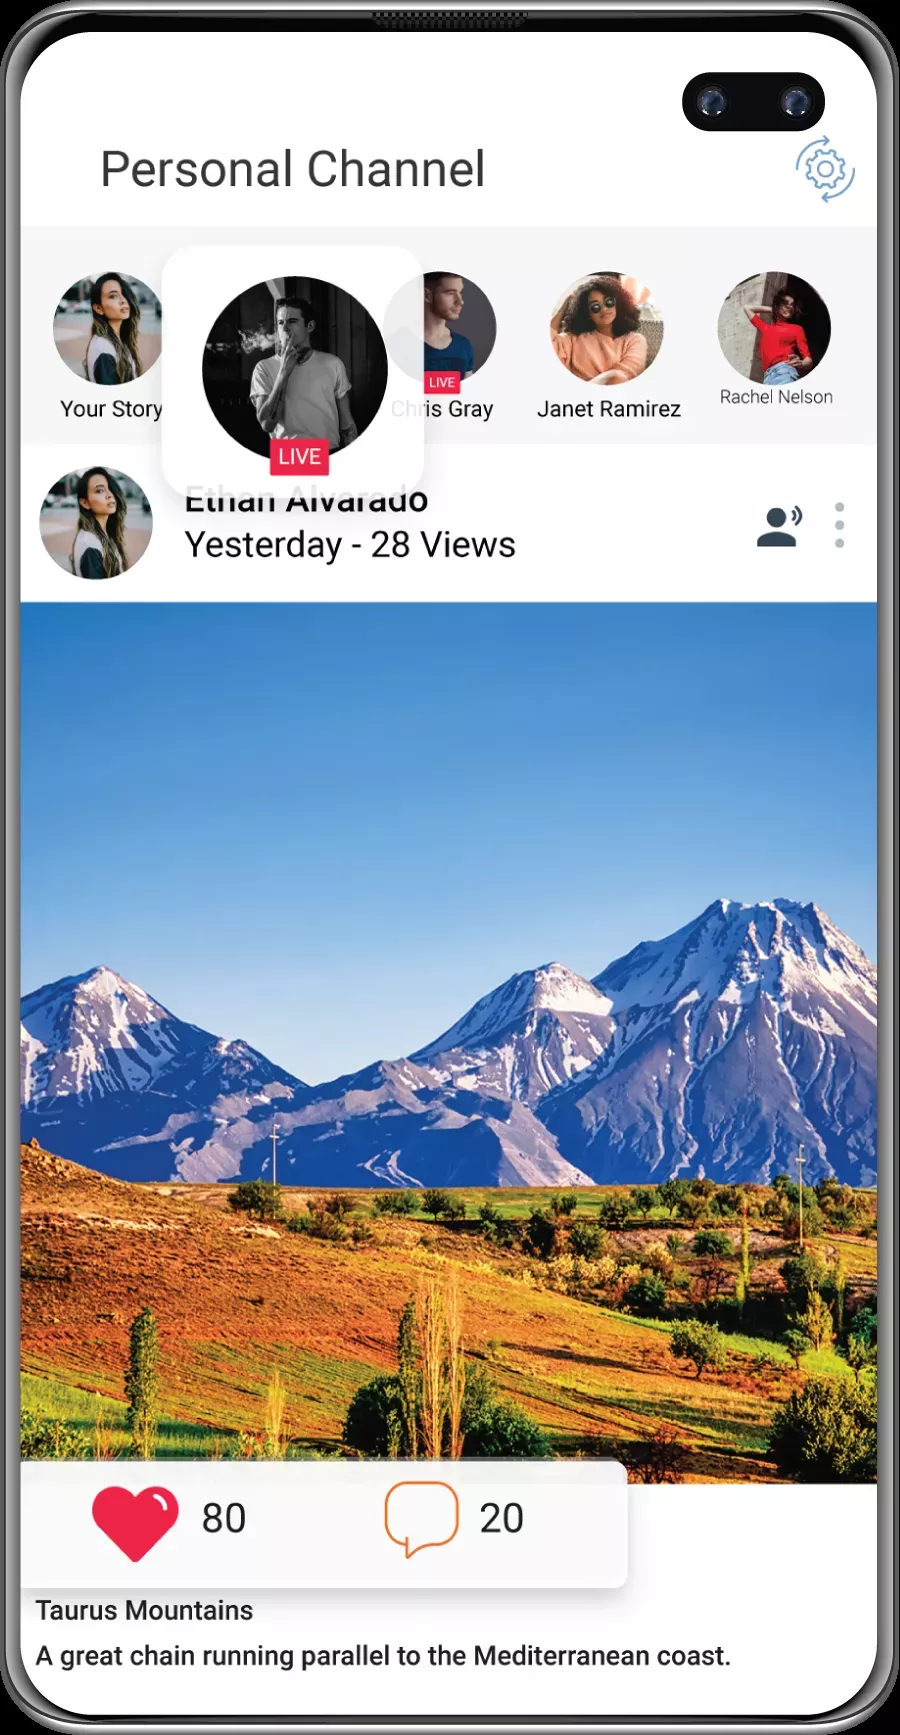 Personal Channel
LIVE
LIVE
Your Story
Chris Gray
Janet Ramirez
Rachel Nelson
Ethan Alvarado
Yesterday - 28 Views
80
20
Taurus Mountains
A great chain running parallel to the Mediterranean coast.